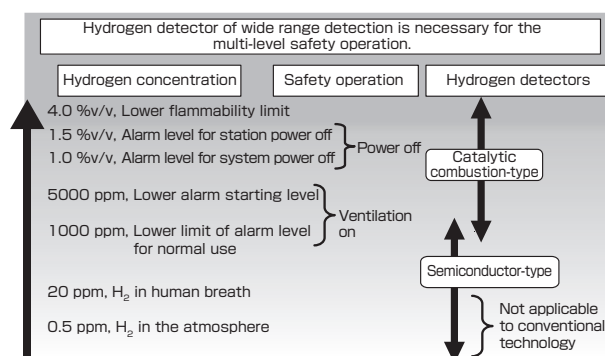 Hydrogen detector of wide range detection is necessary for the
multi-level safety operation.
Hydrogen concentration
Safety operation
Hydrogen detectors
4.0 %v/v, Lower flammability limit
1.5 %v/v, Alarm level for station power off
1.0 %v/v, Alarm level for system power off
Power off
Catalytic
combustion-type
5000 ppm, Lower alarm starting level
1000 ppm, Lower limit of alarm level
for normal use
Ventilation
on
Semiconductor-type
20 ppm, H₂ in human breath
0.5 ppm, H₂ in the atmosphere
Not applicable
to conventional
technology